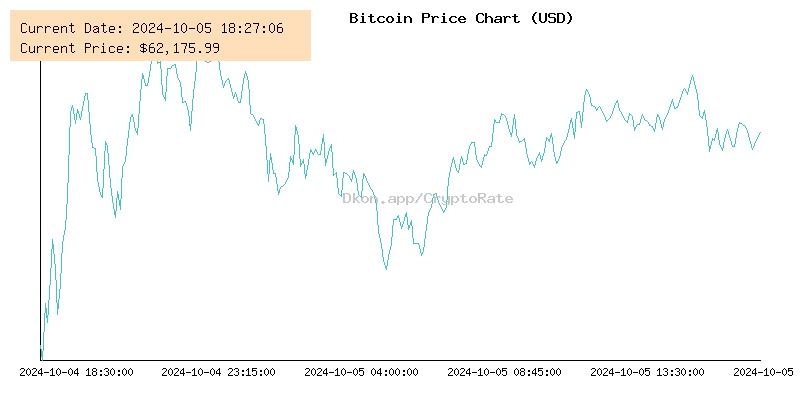 Bitcoin Price Chart (USD)
Current Date: 2024-10-05 18:27:06
Current Price: $62,175.99
Dkon.app/CryptoRate
2024-10-04 18:30:00 2024-10-04 23:15:00 2024-10-05 04:00:00 2024-10-05 08:45:00 2024-10-05 13:30:00 2024-10-05